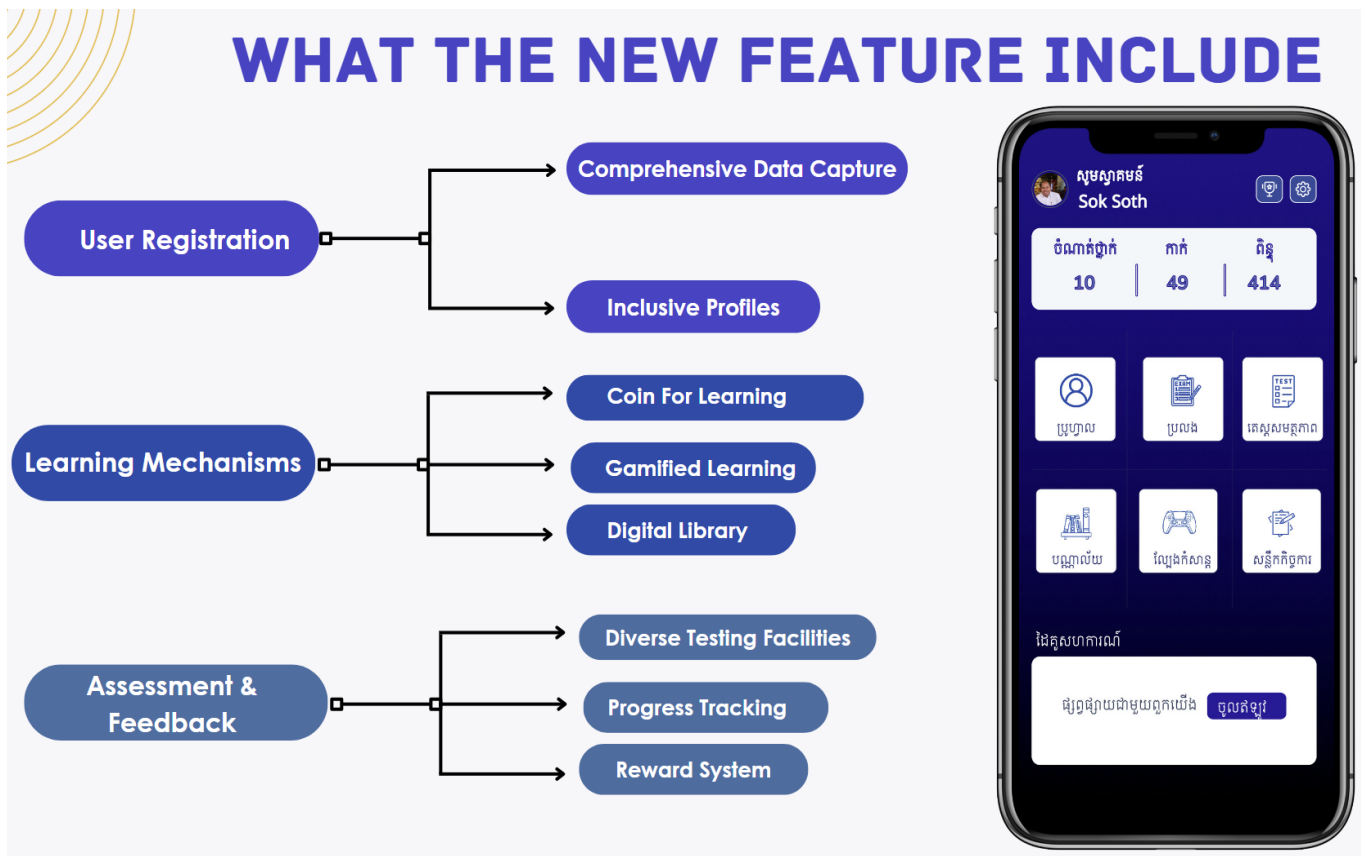 WHAT THE NEW FEATURE INCLUDE
User Registration
Comprehensive Data Capture
Inclusive Profiles
Learning Mechanisms
Coin For Learning
Gamified Learning
Digital Library
Assessment &
Feedback
Diverse Testing Facilities
Progress Tracking
Reward System
សូមស្វាគមន៍
Sok Soth
ចំណាត់ថ្នាក់ កាក់ ពិន្ទុ
10 49 414
EXAM
TEST
ប្រូហ្វាល ប្រលង តេស្តសមត្ថភាព
បណ្ណាល័យ ល្បែងកំសាន្ត សន្លឹកកិច្ចការ
ដៃគូសហការណ៍
ផ្សព្វផ្សាយជាមួយពួកយើង ចូលឥឡូវ